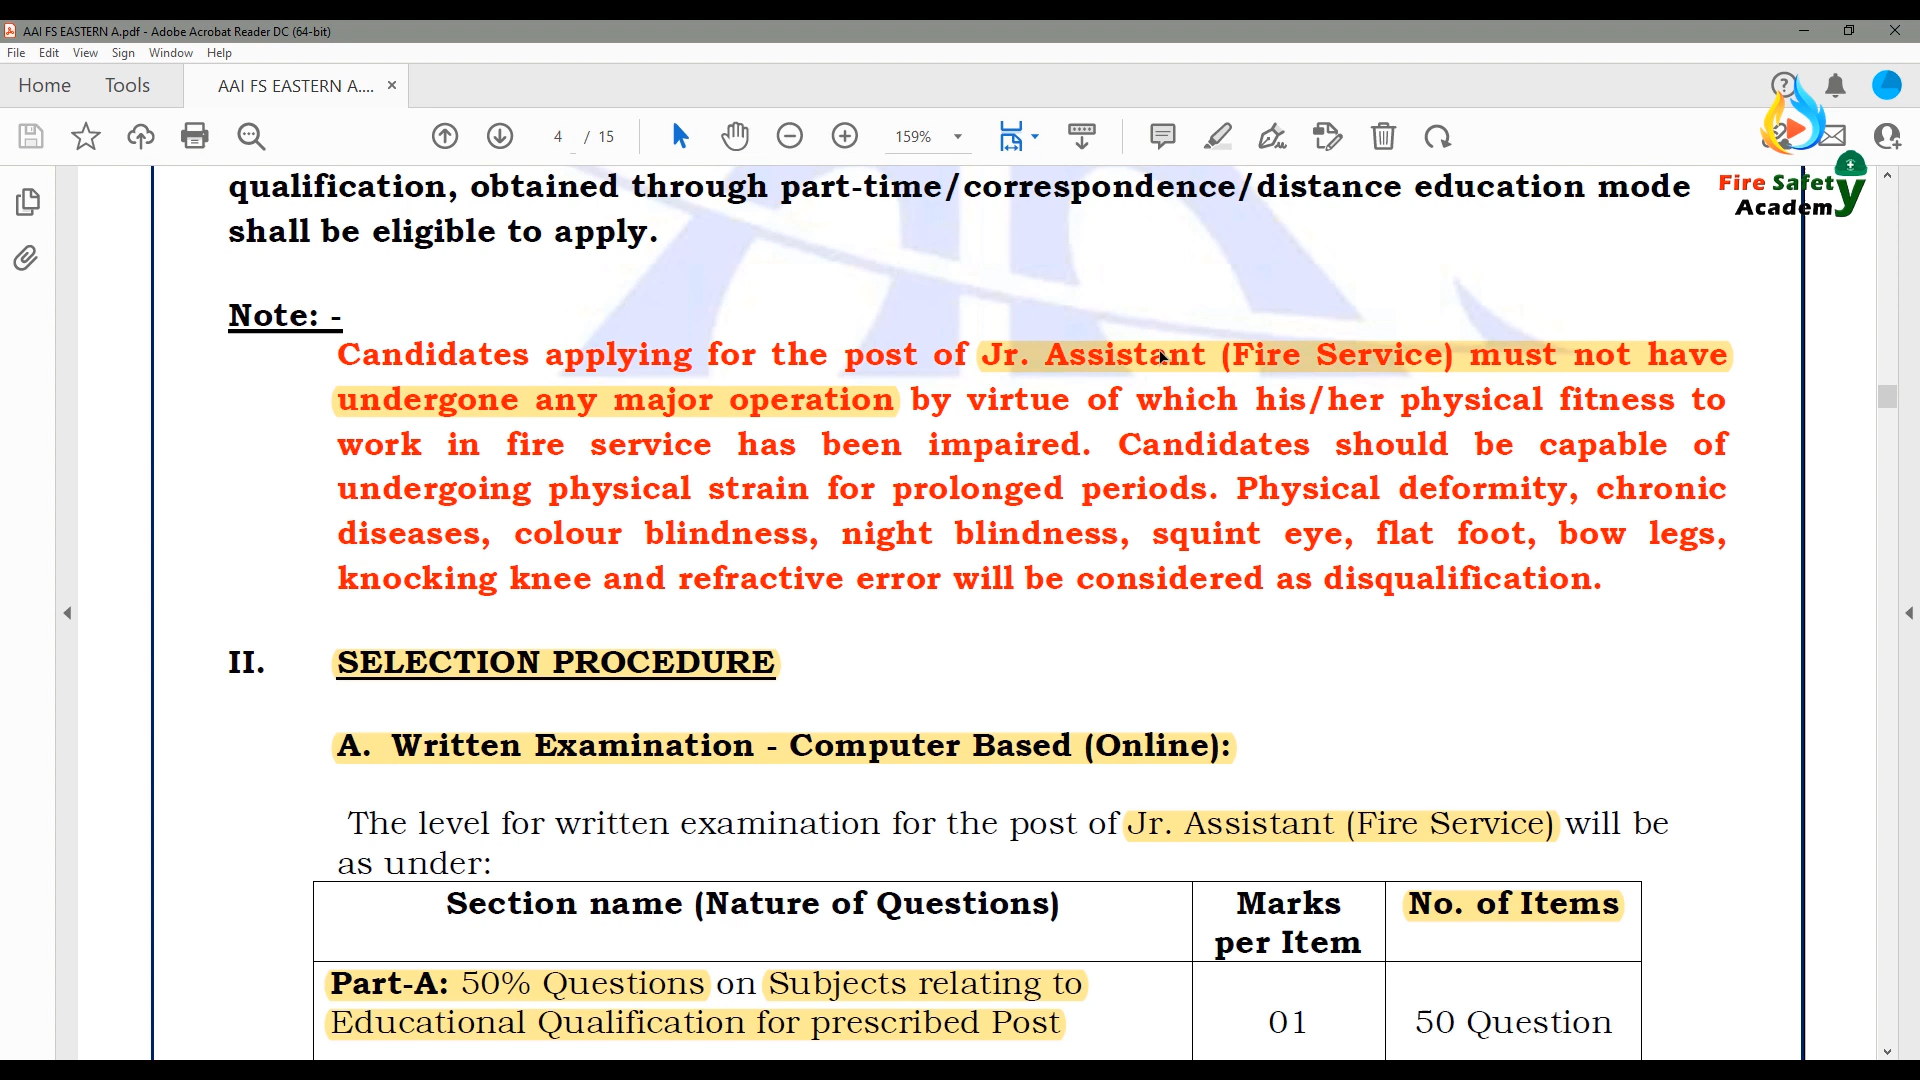 AAI FS EASTERN A.pdf - Adobe Acrobat Reader DC (64-bit)
File Edit View Sign Window Help
Home Tools AAI FS EASTERN A.... ×
4 / 15 159%
Fire Safety
Academy
qualification, obtained through part-time/correspondence/distance education mode
shall be eligible to apply.
Note: -
Candidates applying for the post of Jr. Assistant (Fire Service) must not have
undergone any major operation by virtue of which his/her physical fitness to
work in fire service has been impaired. Candidates should be capable of
undergoing physical strain for prolonged periods. Physical deformity, chronic
diseases, colour blindness, night blindness, squint eye, flat foot, bow legs,
knocking knee and refractive error will be considered as disqualification.
II. SELECTION PROCEDURE
A. Written Examination - Computer Based (Online):
The level for written examination for the post of Jr. Assistant (Fire Service) will be
as under:
Section name (Nature of Questions) Marks No. of Items
per Item
Part-A: 50% Questions on Subjects relating to
Educational Qualification for prescribed Post 01 50 Question